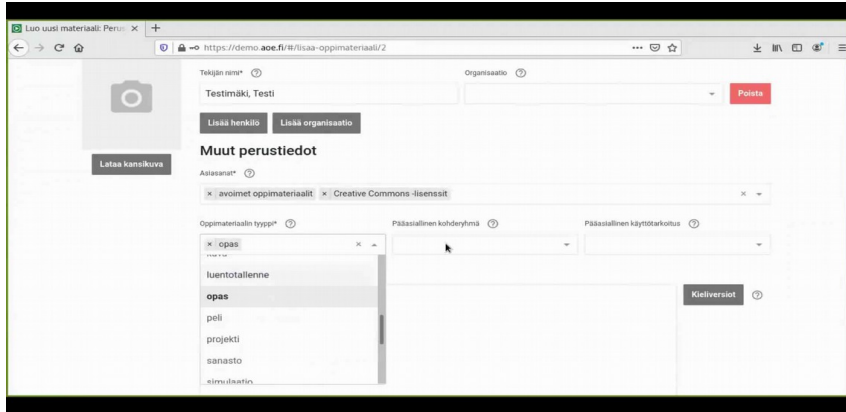 Luo uusi materiaali: Perus
https://demo.aoe.fi/#/lisaa-oppimateriaali/2
Tekijän nimi*
Organisaatio
Testimäki, Testi
Poista
Lisää henkilö
Lisää organisaatio
Lataa kansikuva
Muut perustiedot
Asiasanat*
× avoimet oppimateriaalit × Creative Commons -lisenssit
Oppimateriaalin tyyppi*
Pääasiallinen kohderyhmä
Pääasiallinen käyttötarkoitus
× opas
luentotallenne
opas
Kieliversiot
peli
projekti
sanasto
simulaatio